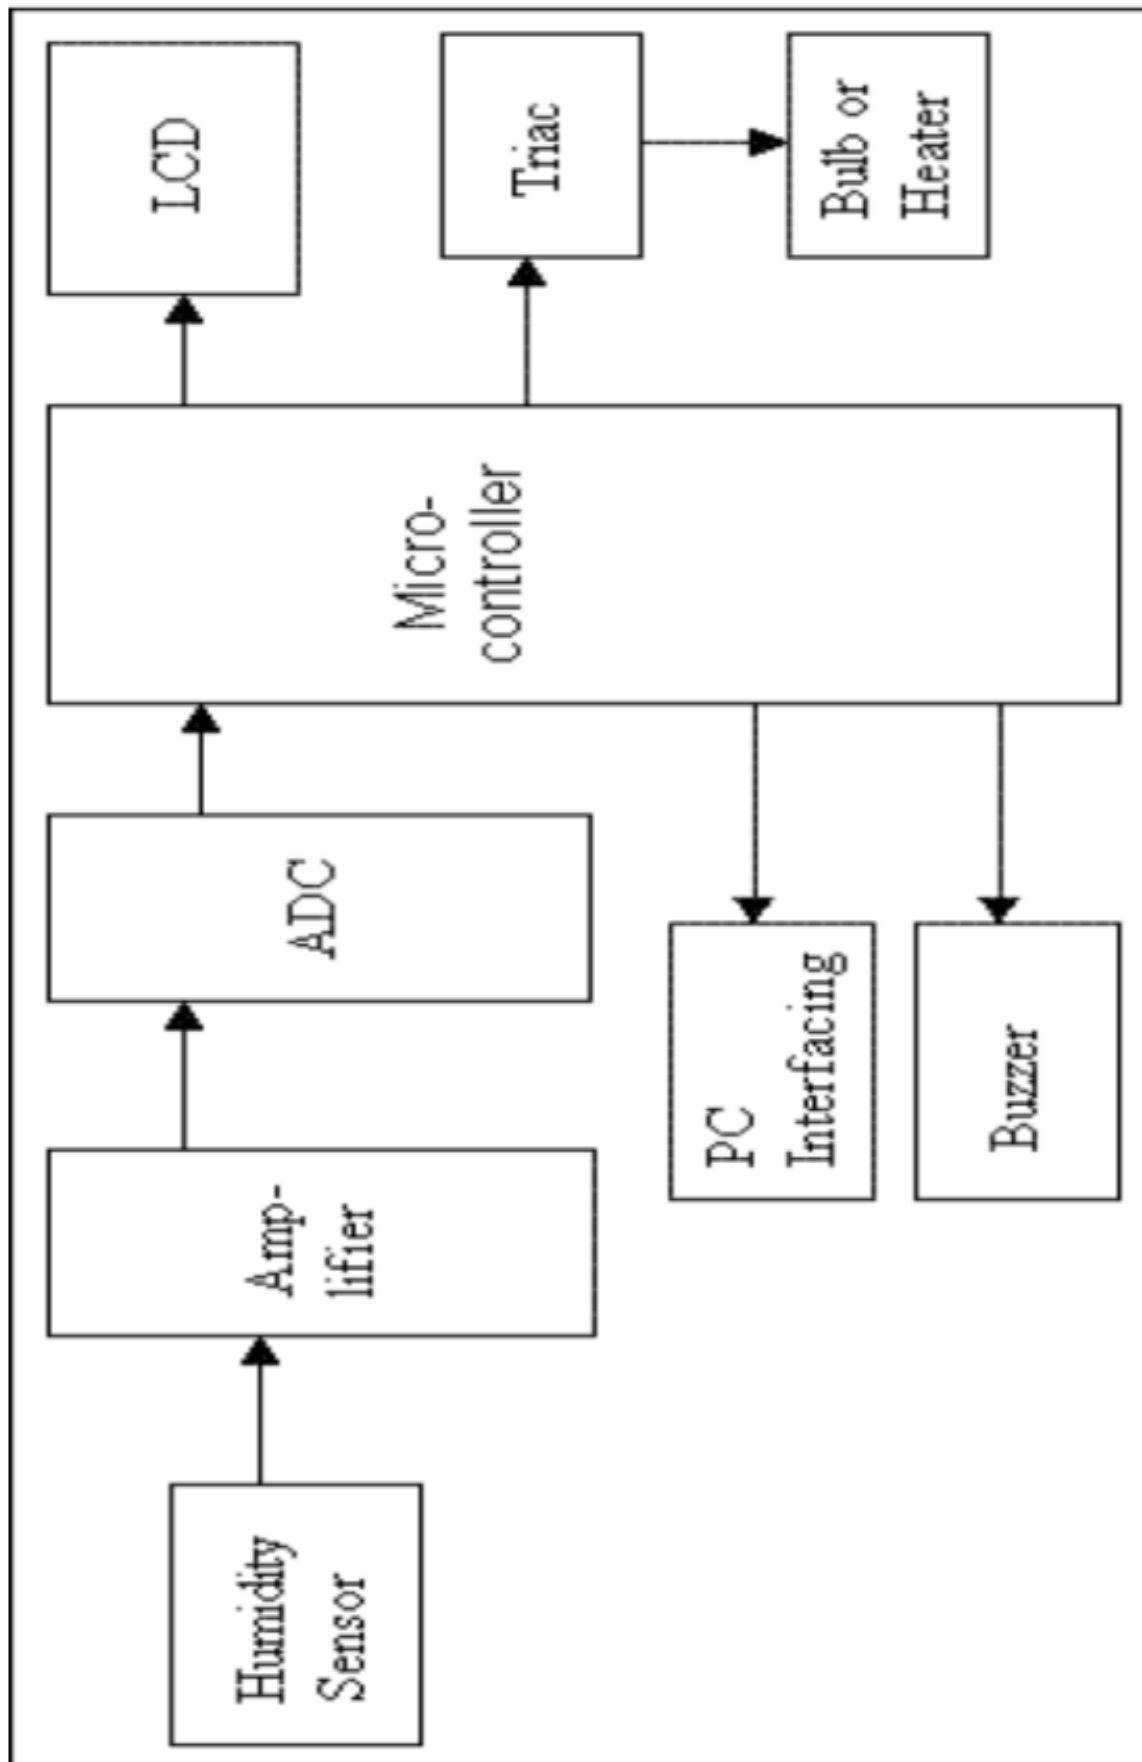 Humidity
Sensor
Amp-
lifier
ADC
Micro-
controller
LCD
Triac
Bulb or
Heater
PC
Interfacing
Buzzer